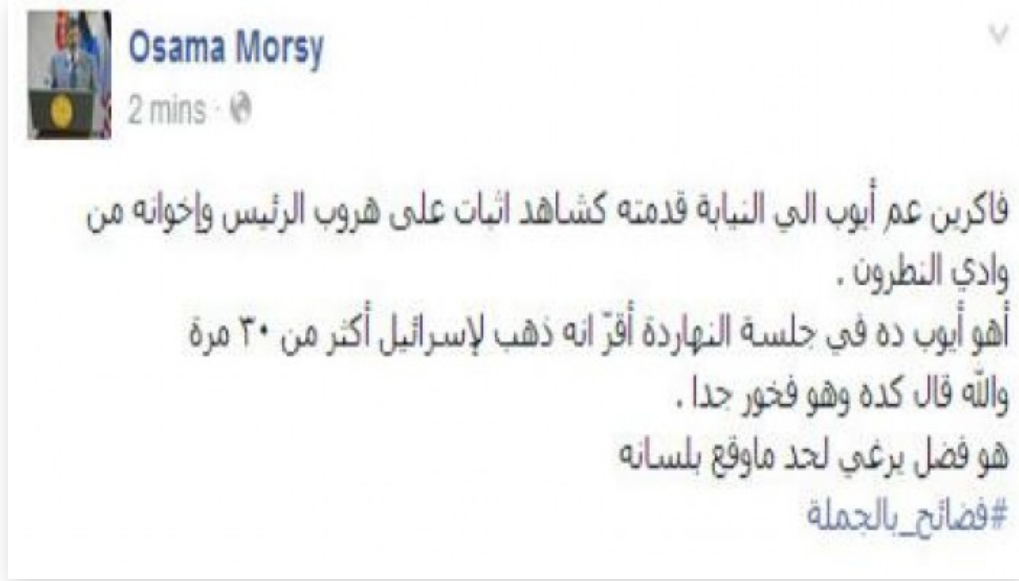 Osama Morsy
2 mins ·
فاكرين عم أيوب الي النيابة قدمته كشاهد اثبات على هروب الرئيس وإخوانه من
وادي النطرون .
أهو أيوب ده في جلسة النهاردة أقرّ انه ذهب لإسرائيل أكثر من ٣٠ مرة
والله قال كده وهو فخور جدا .
هو فضل يرغي لحد ماوقع بلسانه
#فضائح_بالجملة